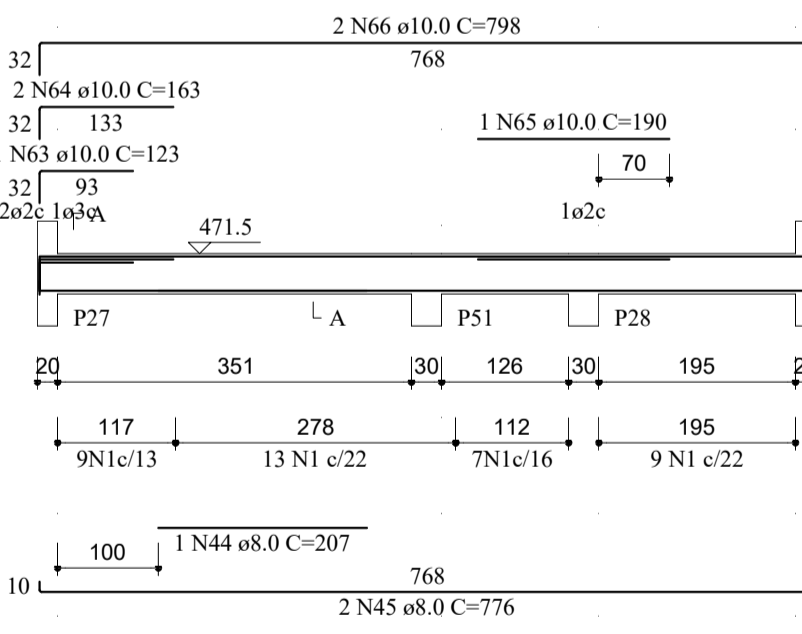 2 N66 ø10.0 C=798
32 768
2 N64 ø10.0 C=163
32 133
1 N65 ø10.0 C=190
N63 ø10.0 C=123
70
32 93
2ø2c 1ø3c A
1ø2c
471.5
P27 A P51 P28
20 351 30 126 30 195 2
117 278 112 195
9N1c/13 13 N1 c/22 7N1c/16 9 N1 c/22
100 1 N44 ø8.0 C=207
10 768
2 N45 ø8.0 C=776